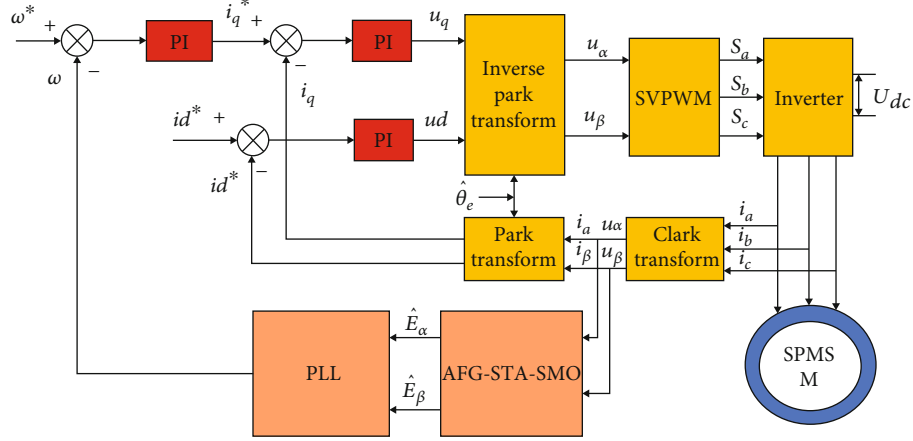 ω* + i_q* + u_q
PI PI
ω − i_q −
Inverse
park
transform
u_α
u_β
SVPWM
S_a
S_b
S_c
Inverter
U_dc
id* + ud
PI
id* −
θ̂_e
Park
transform
i_a u_α
i_β u_β
Clark
transform
i_a
i_b
i_c
PLL
Ê_α
Ê_β
AFG-STA-SMO
SPMS
M